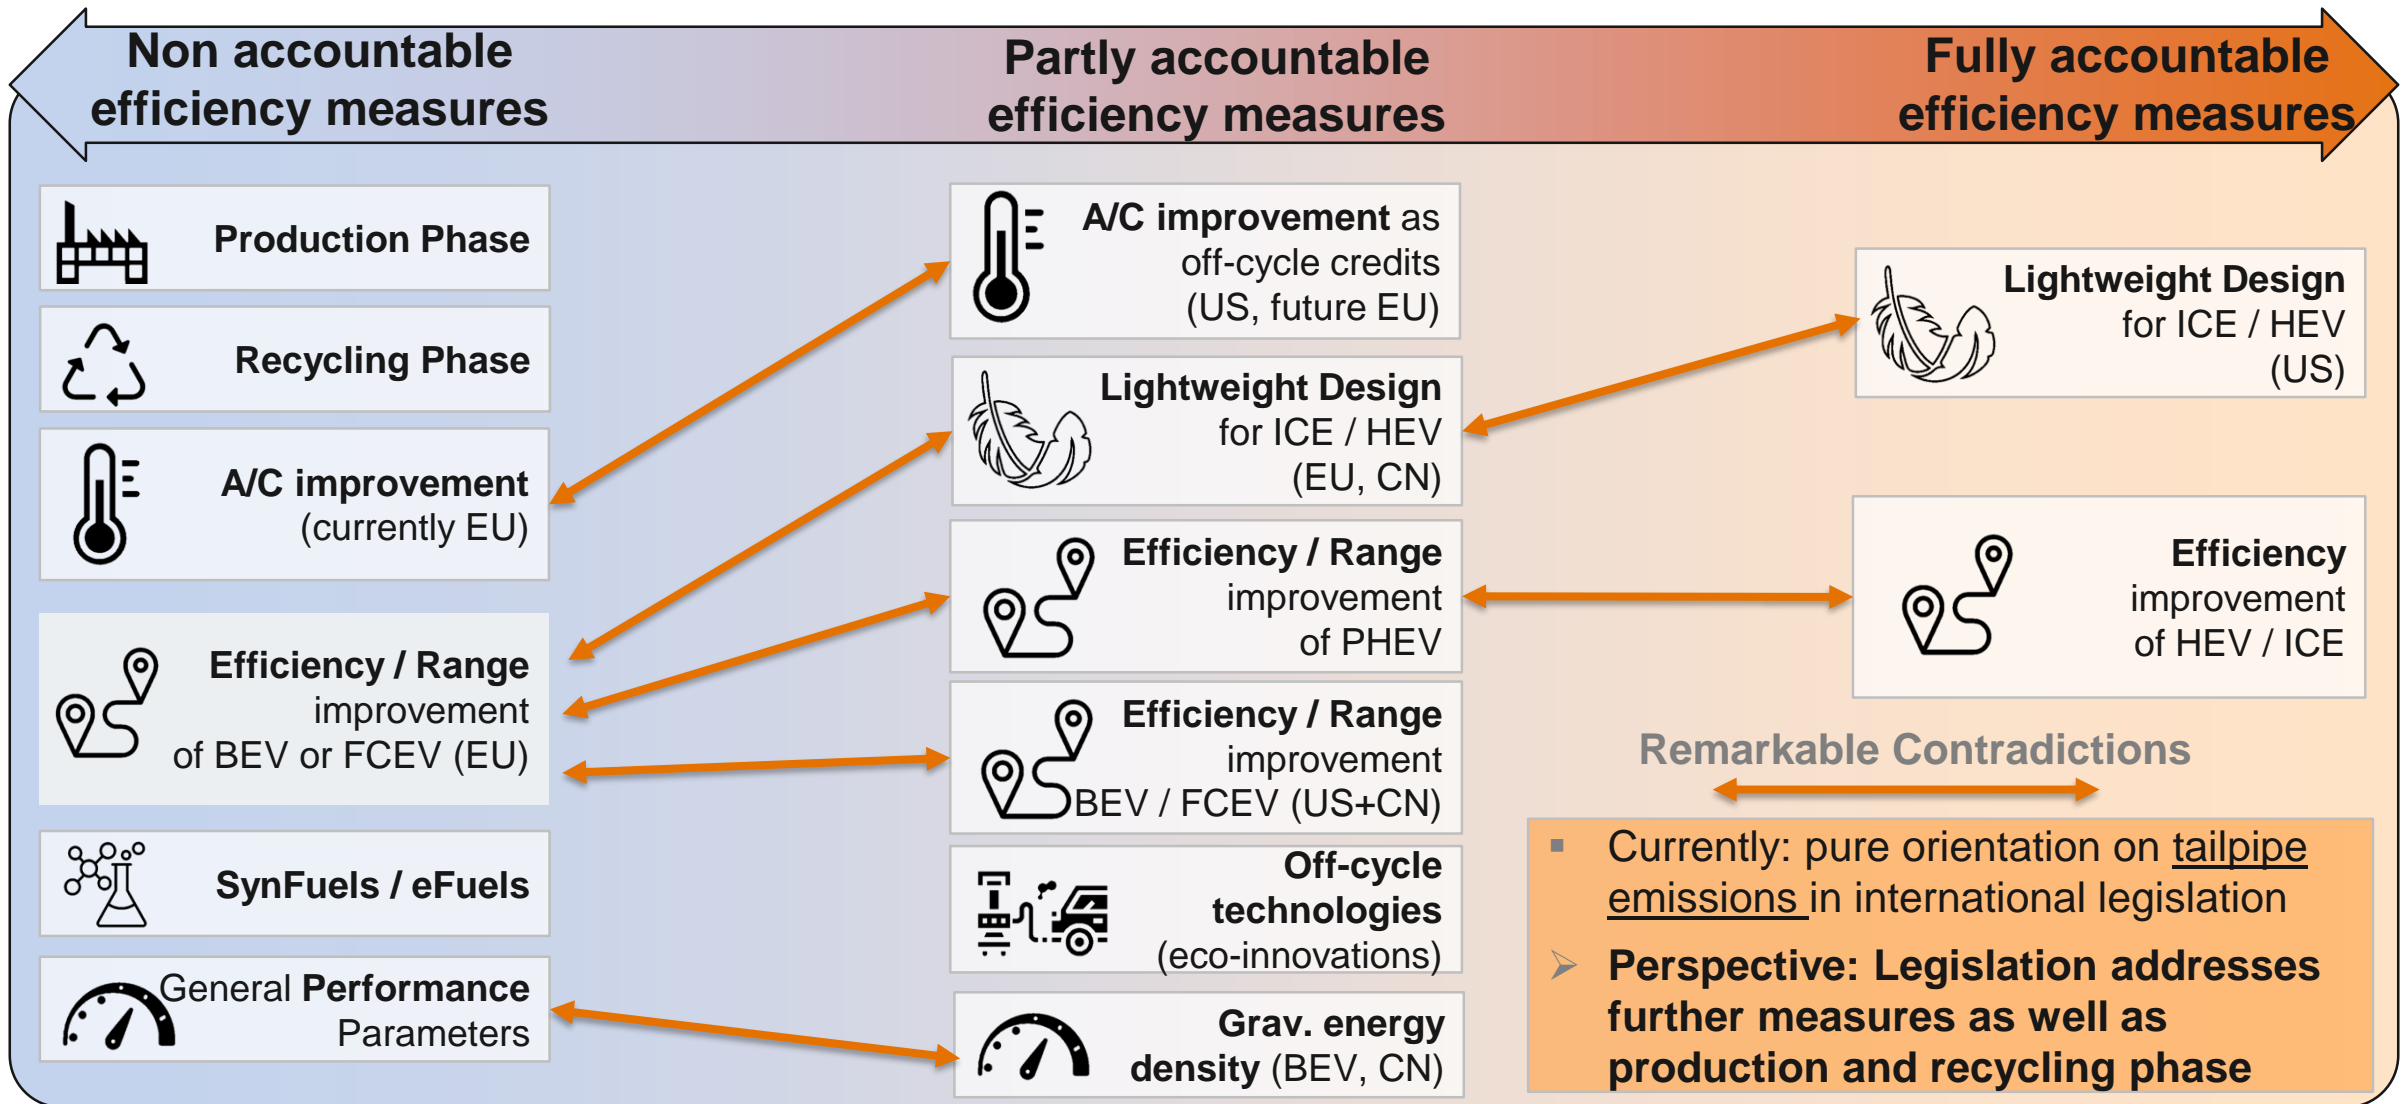 Non accountable
efficiency measures
Partly accountable
efficiency measures
Fully accountable
efficiency measures
Production Phase
Recycling Phase
A/C improvement
(currently EU)
Efficiency / Range
improvement
of BEV or FCEV (EU)
SynFuels / eFuels
General Performance
Parameters
A/C improvement as
off-cycle credits
(US, future EU)
Lightweight Design
for ICE / HEV
(EU, CN)
Efficiency / Range
improvement
of PHEV
Efficiency / Range
improvement
BEV / FCEV (US+CN)
Off-cycle
technologies
(eco-innovations)
Grav. energy
density (BEV, CN)
Lightweight Design
for ICE / HEV
(US)
Efficiency
improvement
of HEV / ICE
Remarkable Contradictions
▪ Currently: pure orientation on tailpipe
emissions in international legislation
➢ Perspective: Legislation addresses
further measures as well as
production and recycling phase